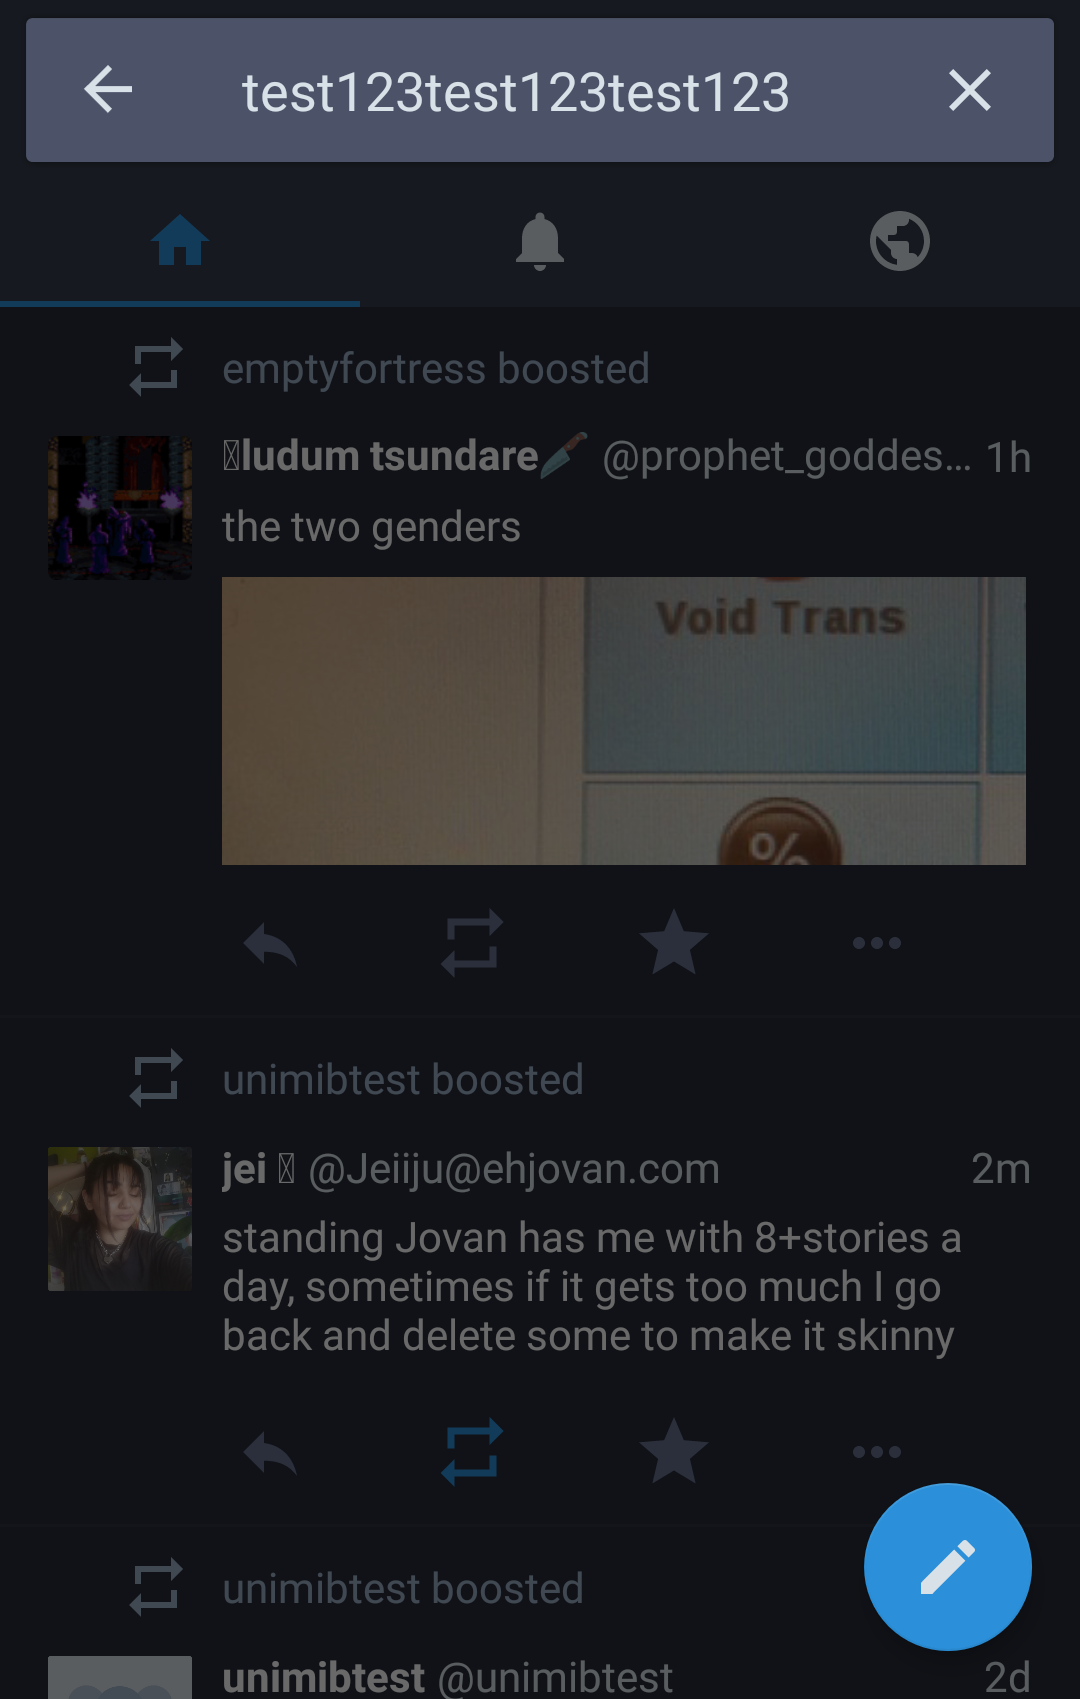 test123test123test123
emptyfortress boosted
ludum tsundare🔪 @prophet_goddes... 1h
the two genders
Void Trans
%
unimibtest boosted
jei @Jeiiju@ehjovan.com 2m
standing Jovan has me with 8+stories a
day, sometimes if it gets too much I go
back and delete some to make it skinny
unimibtest boosted
unimibtest @unimibtest 2d